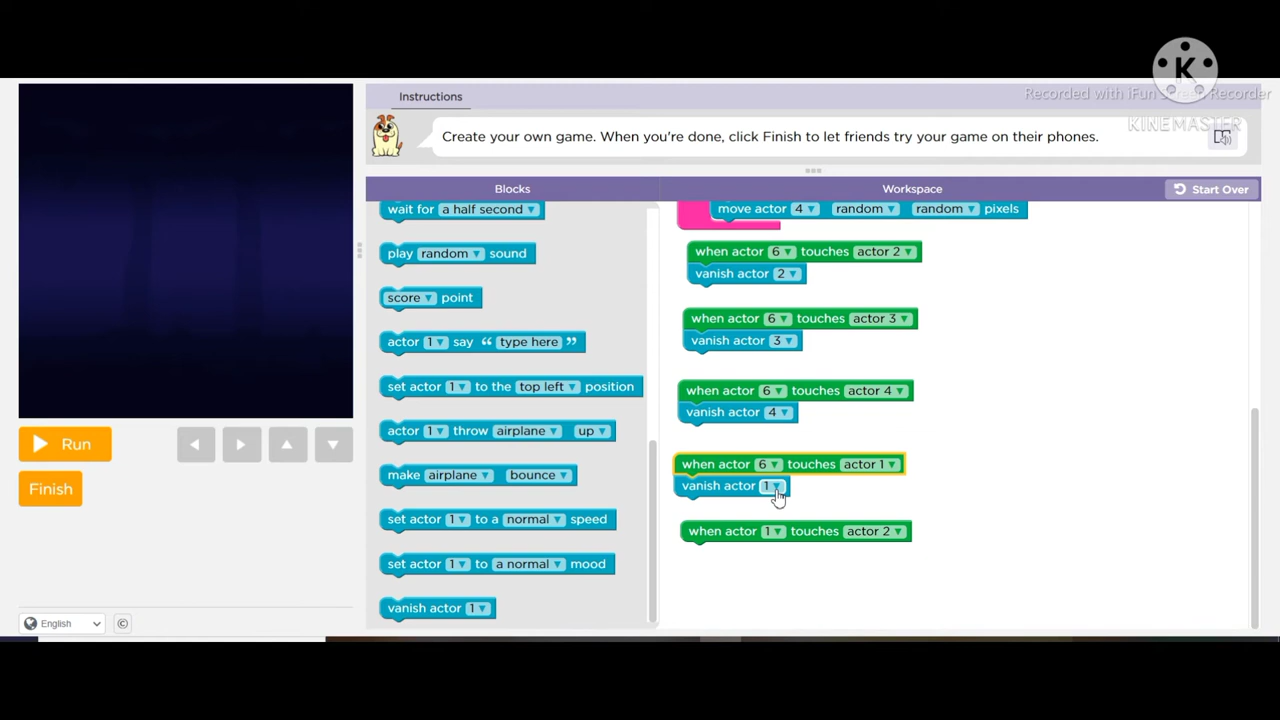 K
Recorded with iFun Screen Recorder
KINEMASTER
Instructions
Create your own game. When you're done, click Finish to let friends try your game on their phones.
Blocks
Workspace
Start Over
wait for a half second
play random sound
score point
actor 1 say “ type here ”
set actor 1 to the top left position
actor 1 throw airplane up
make airplane bounce
set actor 1 to a normal speed
set actor 1 to a normal mood
vanish actor 1
move actor 4 random random pixels
when actor 6 touches actor 2
vanish actor 2
when actor 6 touches actor 3
vanish actor 3
when actor 6 touches actor 4
vanish actor 4
when actor 6 touches actor 1
vanish actor 1
when actor 1 touches actor 2
Run
Finish
English
©